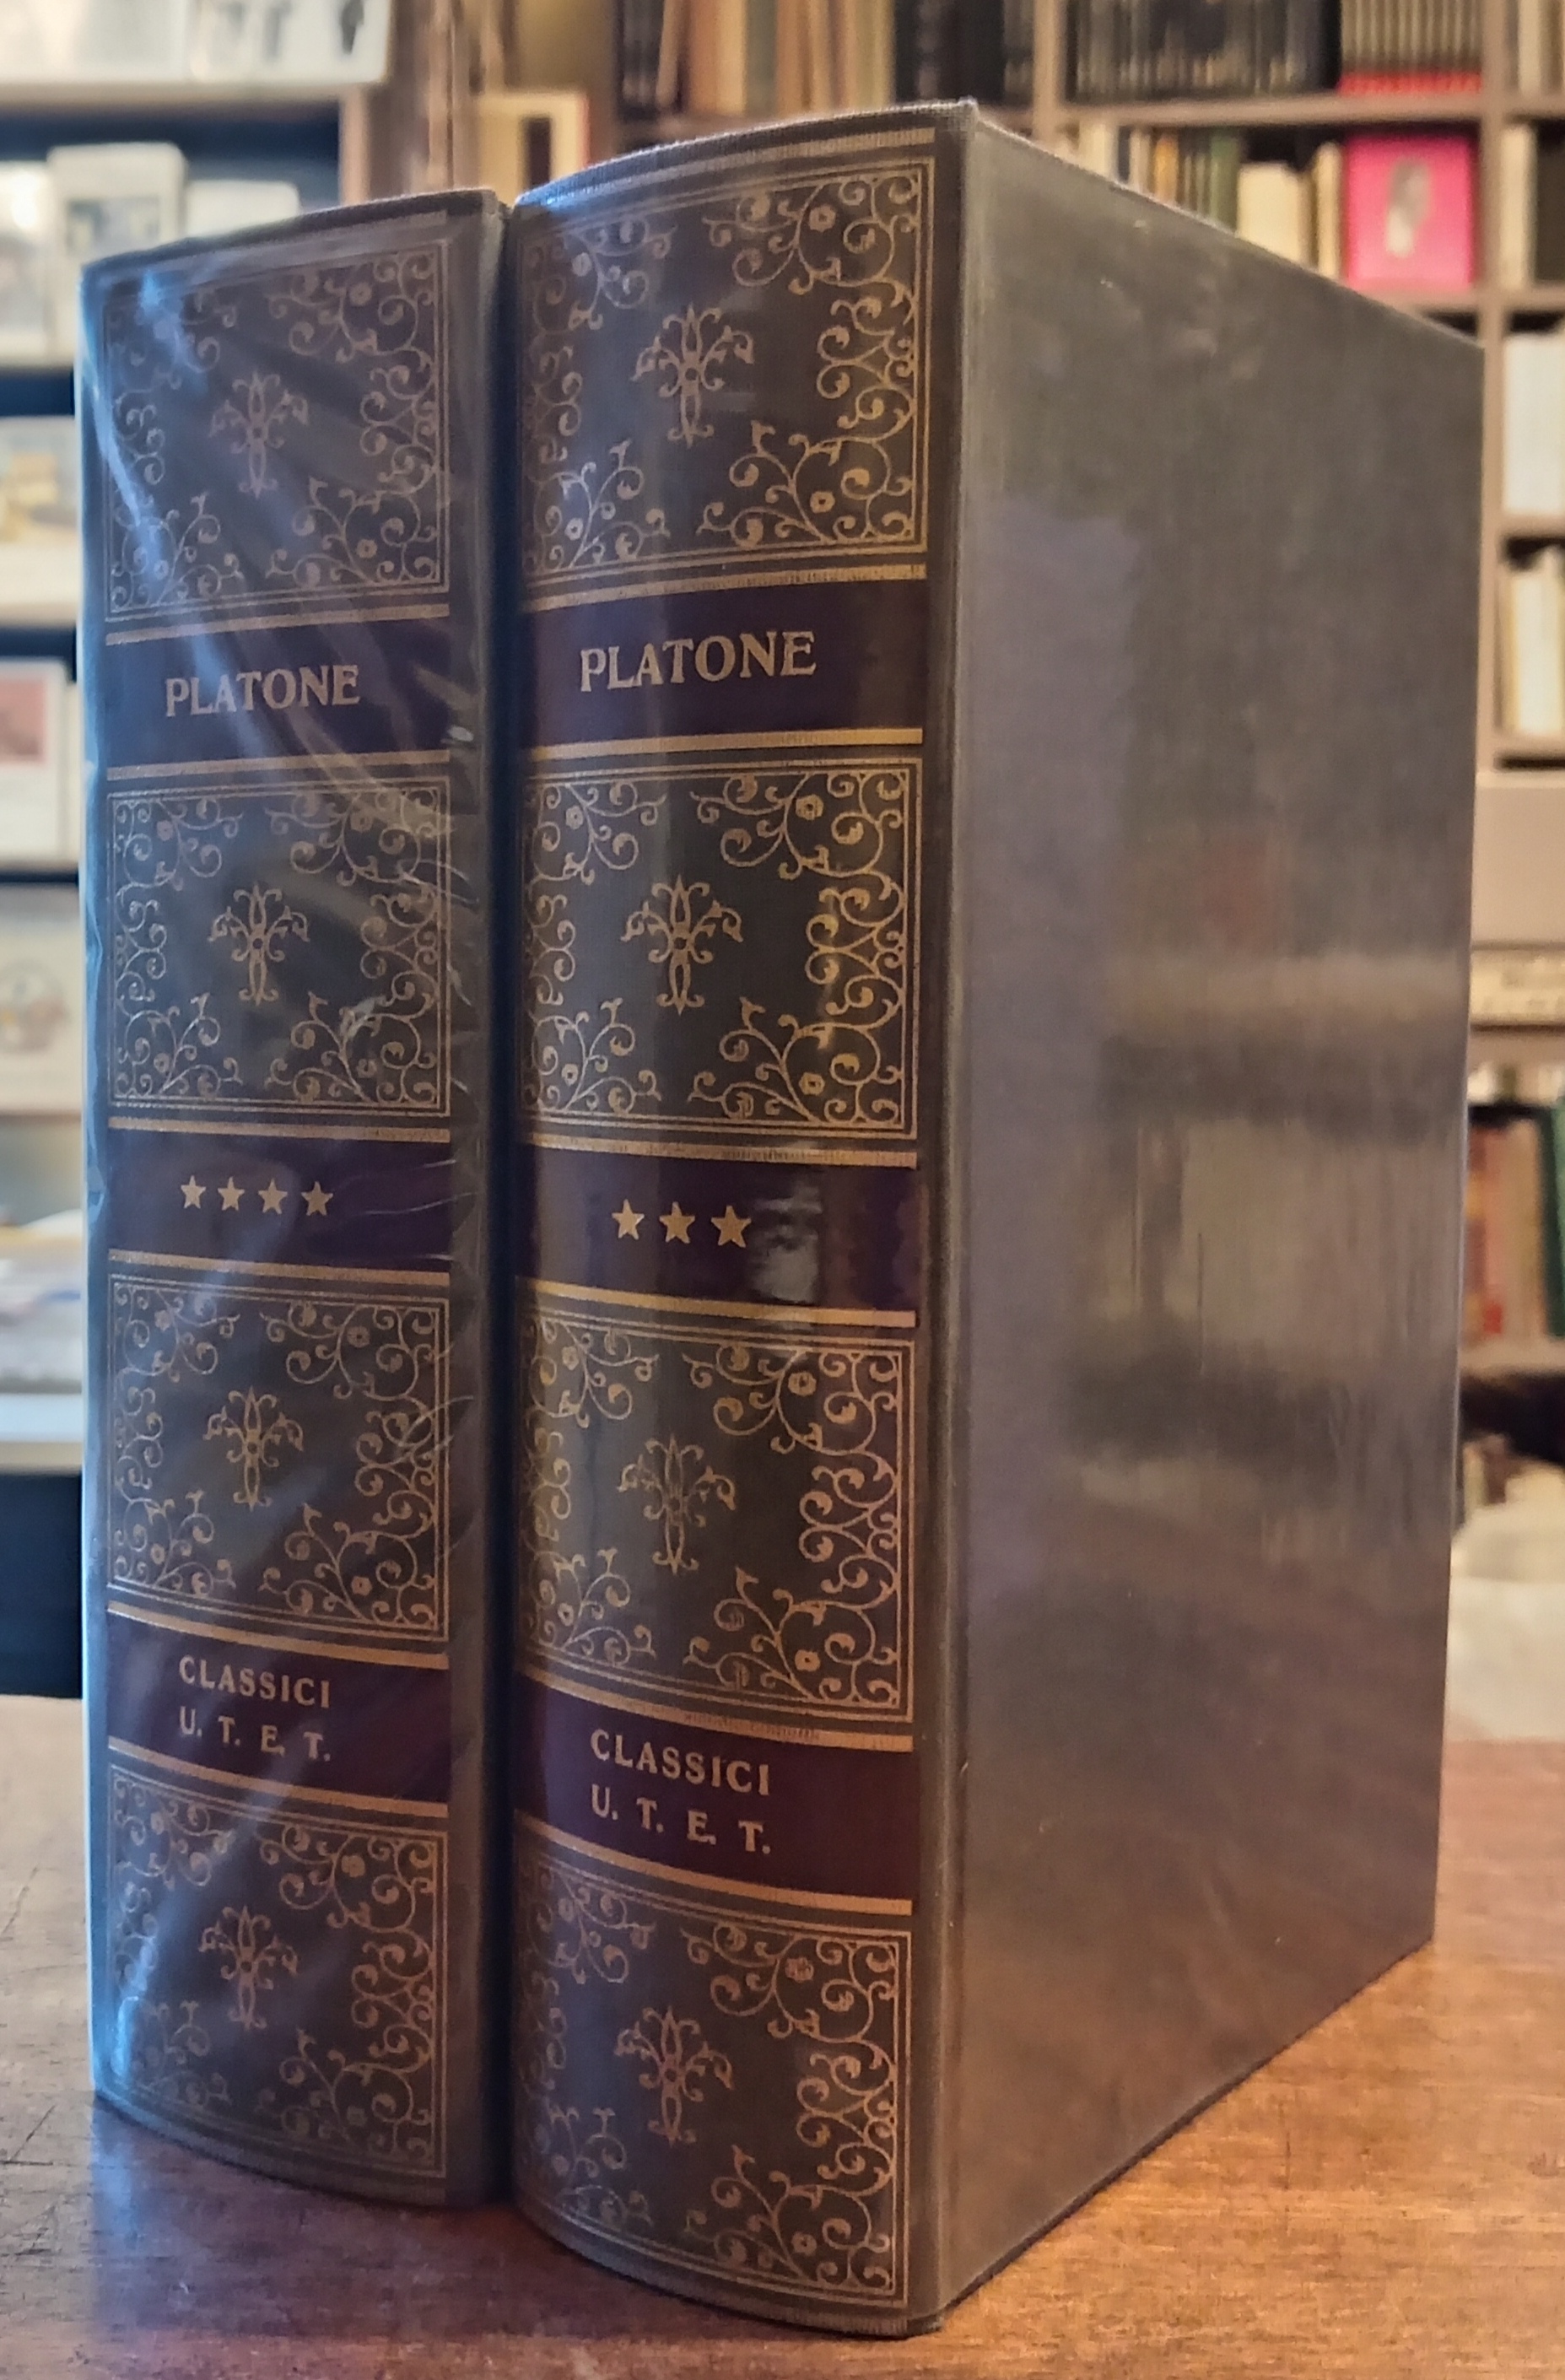 PLATONE
★★★★
CLASSICI
U. T. E. T.
PLATONE
★★★
CLASSICI
U. T. E. T.